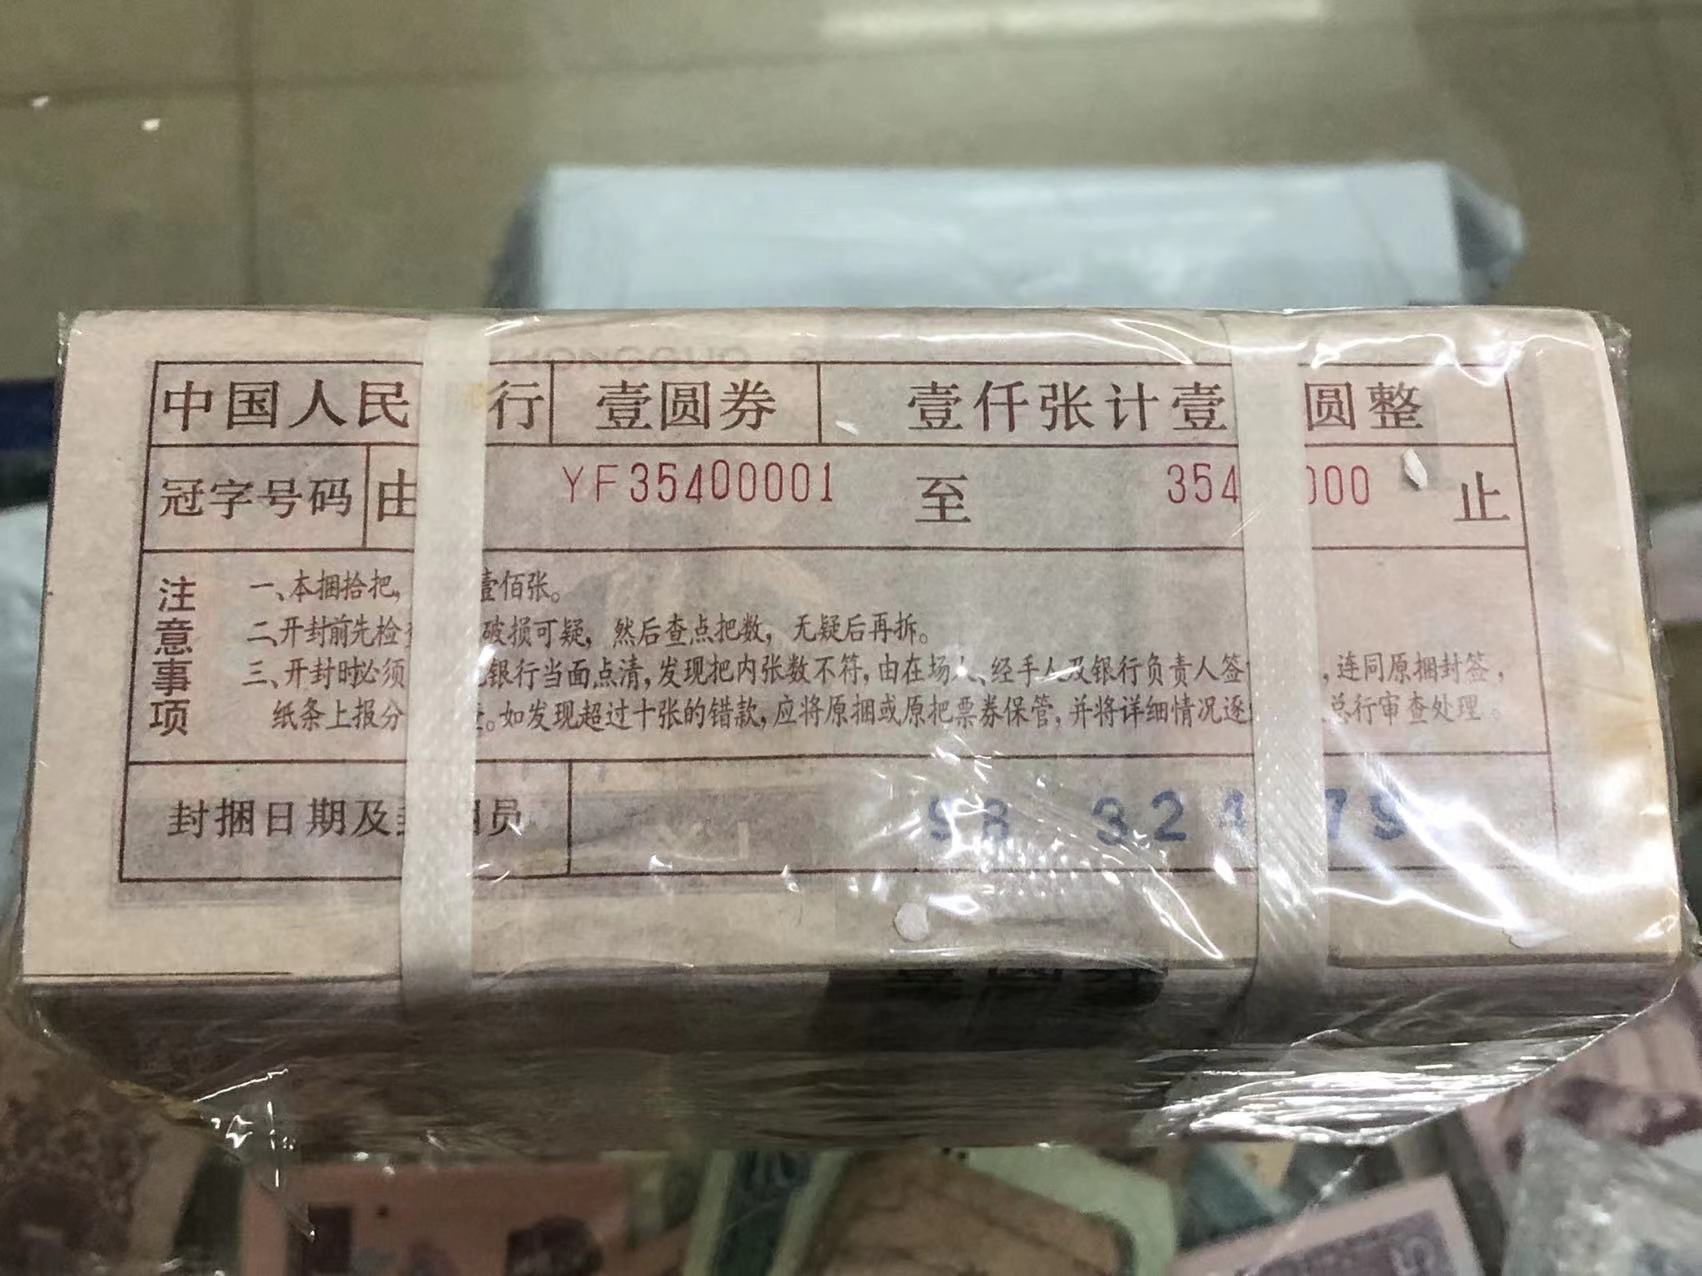 中国人民 行 壹圆券 壹仟张计壹 圆整
冠字号码 由 YF35400001 至 354 000 止
注意事项
一、本捆拾把, 壹佰张。
二、开封前先检 破损可疑, 然后查点把数, 无疑后再拆。
三、开封时必须 银行当面点清, 发现把内张数不符, 由在场人、经手人及银行负责人签 , 连同原捆封签,
纸条上报分 。如发现超过十张的错款, 应将原捆或原把票券保管, 并将详细情况逐 总行审查处理。
封捆日期及 员 98 324 79